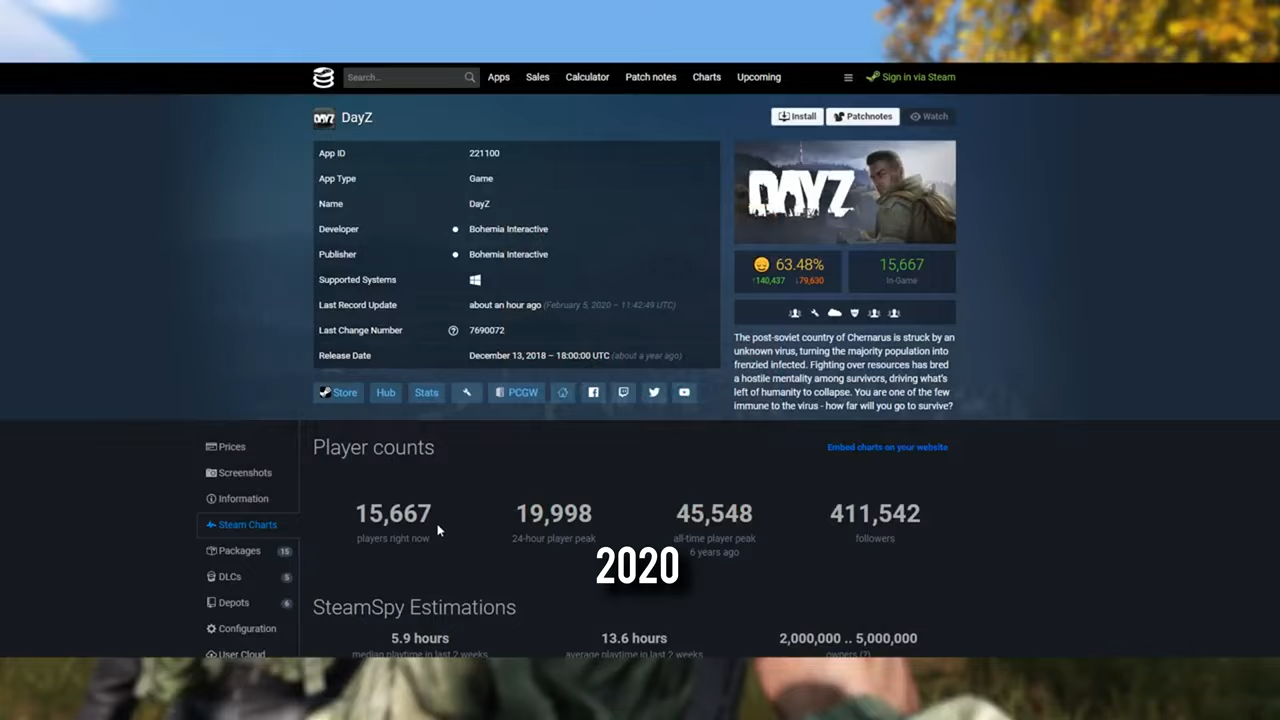 Search...
Apps
Sales
Calculator
Patch notes
Charts
Upcoming
Sign in via Steam
DAYZ
DayZ
Install
Patchnotes
Watch
App ID
221100
App Type
Game
Name
DayZ
Developer
Bohemia Interactive
Publisher
Bohemia Interactive
Supported Systems
Last Record Update
about an hour ago (February 5, 2020 – 11:42:49 UTC)
Last Change Number
7690072
Release Date
December 13, 2018 – 18:00:00 UTC (about a year ago)
DAYZ
63.48%
↑140,437 ↓79,630
15,667
In-Game
The post-soviet country of Chernarus is struck by an
unknown virus, turning the majority population into
frenzied infected. Fighting over resources has bred
a hostile mentality among survivors, driving what's
left of humanity to collapse. You are one of the few
immune to the virus - how far will you go to survive?
Store
Hub
Stats
PCGW
Prices
Screenshots
Information
Steam Charts
Packages 15
DLCs 5
Depots 6
Configuration
User Cloud
Player counts
Embed charts on your website
15,667
players right now
19,998
24-hour player peak
45,548
all-time player peak
6 years ago
411,542
followers
2020
SteamSpy Estimations
5.9 hours
median playtime in last 2 weeks
13.6 hours
average playtime in last 2 weeks
2,000,000 .. 5,000,000
owners (?)